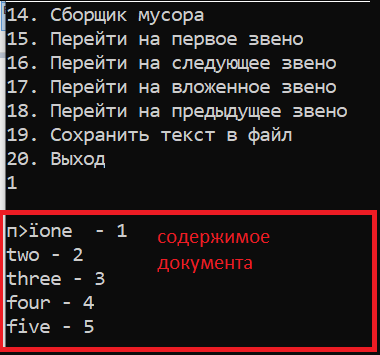 14. Сборщик мусора
15. Перейти на первое звено
16. Перейти на следующее звено
17. Перейти на вложенное звено
18. Перейти на предыдущее звено
19. Сохранить текст в файл
20. Выход
1
п>їone  - 1
two - 2
three - 3
four - 4
five - 5
содержимое
документа